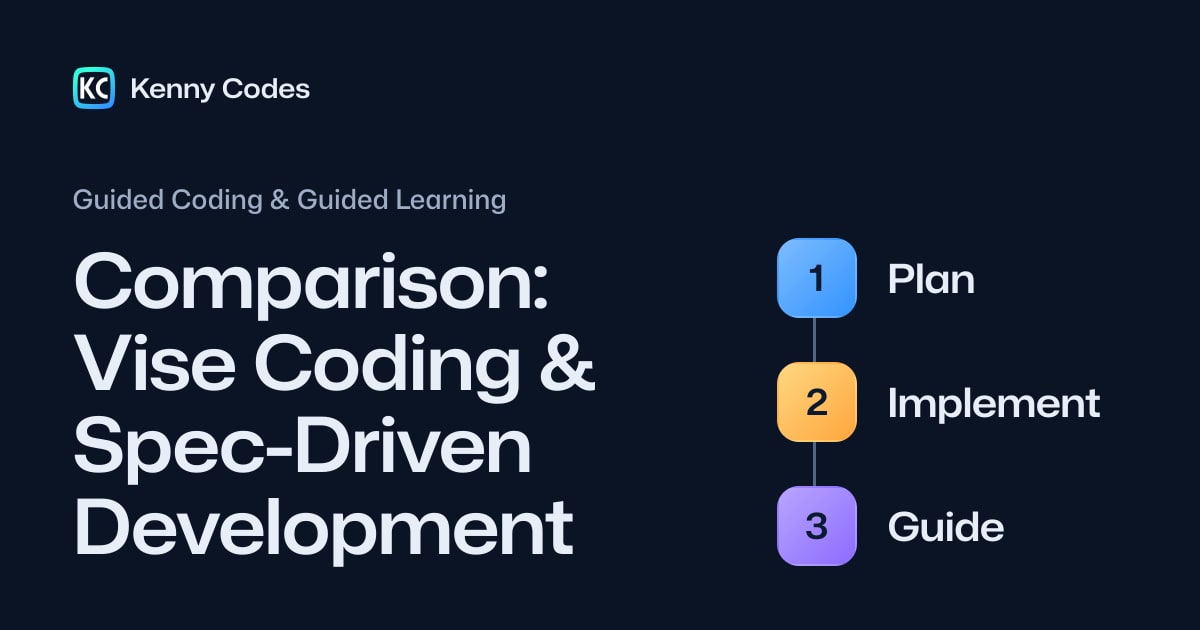 KC
Kenny Codes
Guided Coding & Guided Learning
Comparison:
Vise Coding &
Spec-Driven
Development
1
Plan
2
Implement
3
Guide